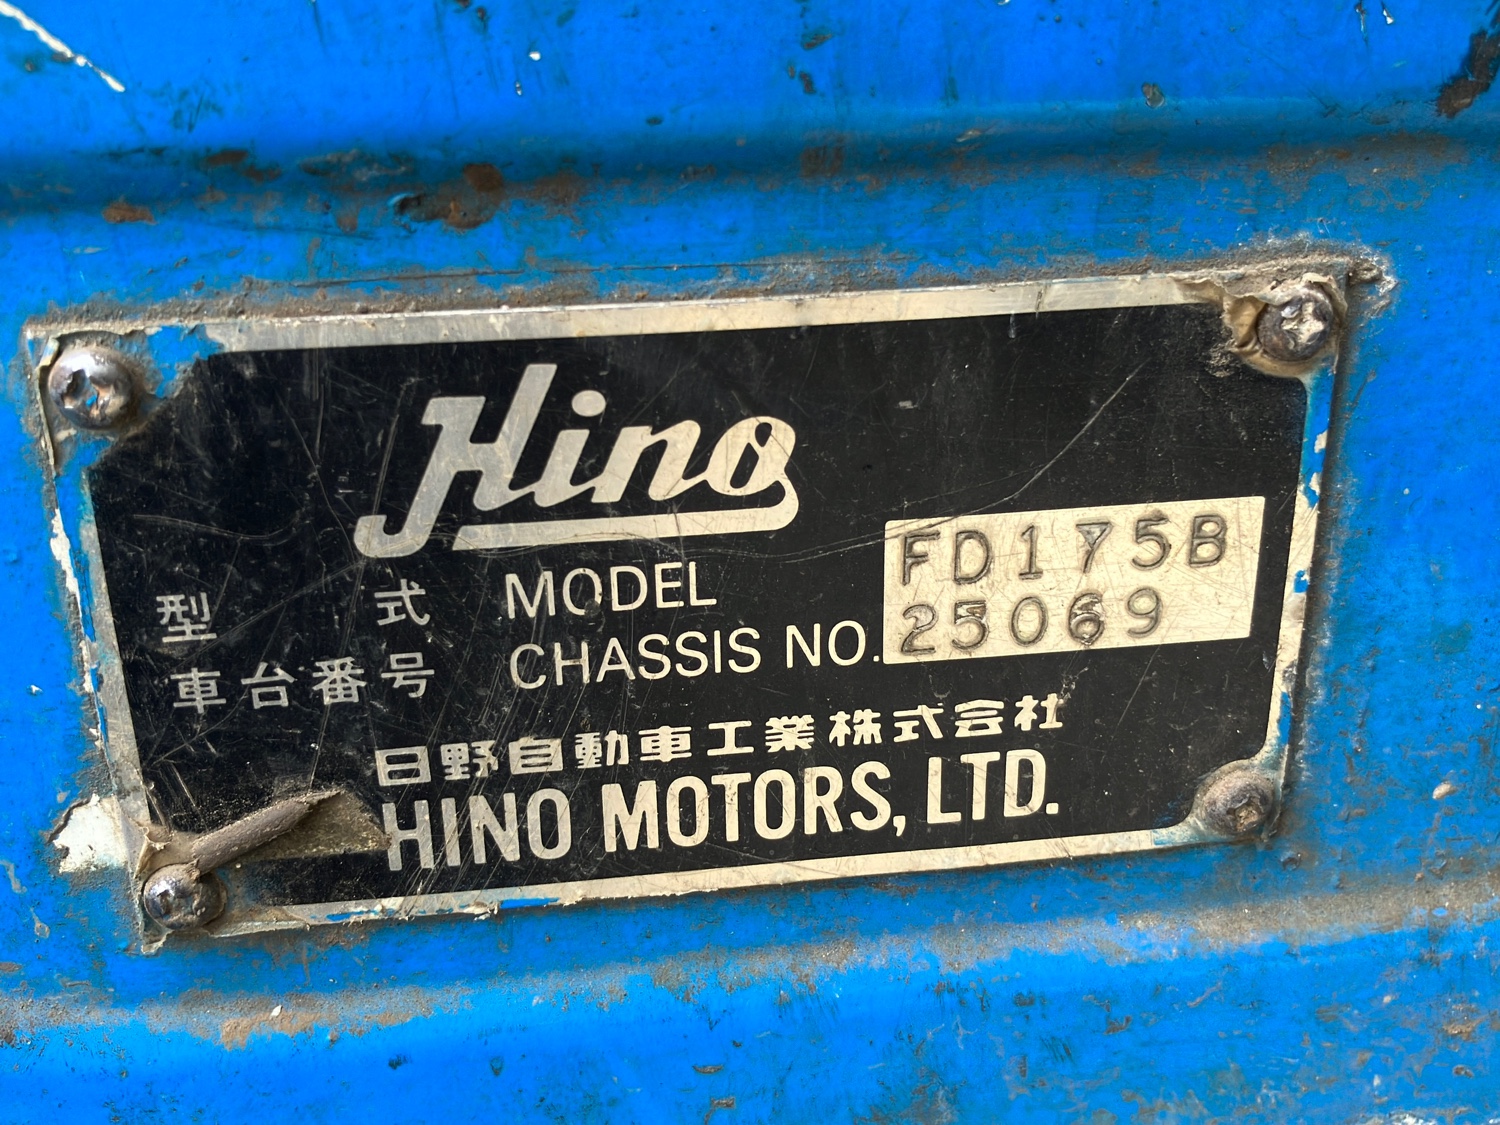 Hino
型式 MODEL FD175B
車台番号 CHASSIS NO. 25069
日野自動車工業株式会社
HINO MOTORS, LTD.